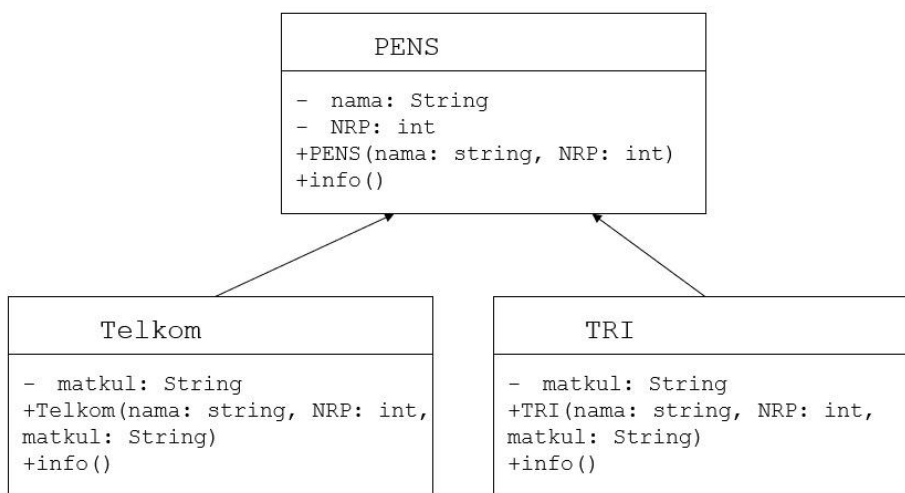 PENS
- nama: String
- NRP: int
+PENS(nama: string, NRP: int)
+info()
Telkom
- matkul: String
+Telkom(nama: string, NRP: int,
matkul: String)
+info()
TRI
- matkul: String
+TRI(nama: string, NRP: int,
matkul: String)
+info()